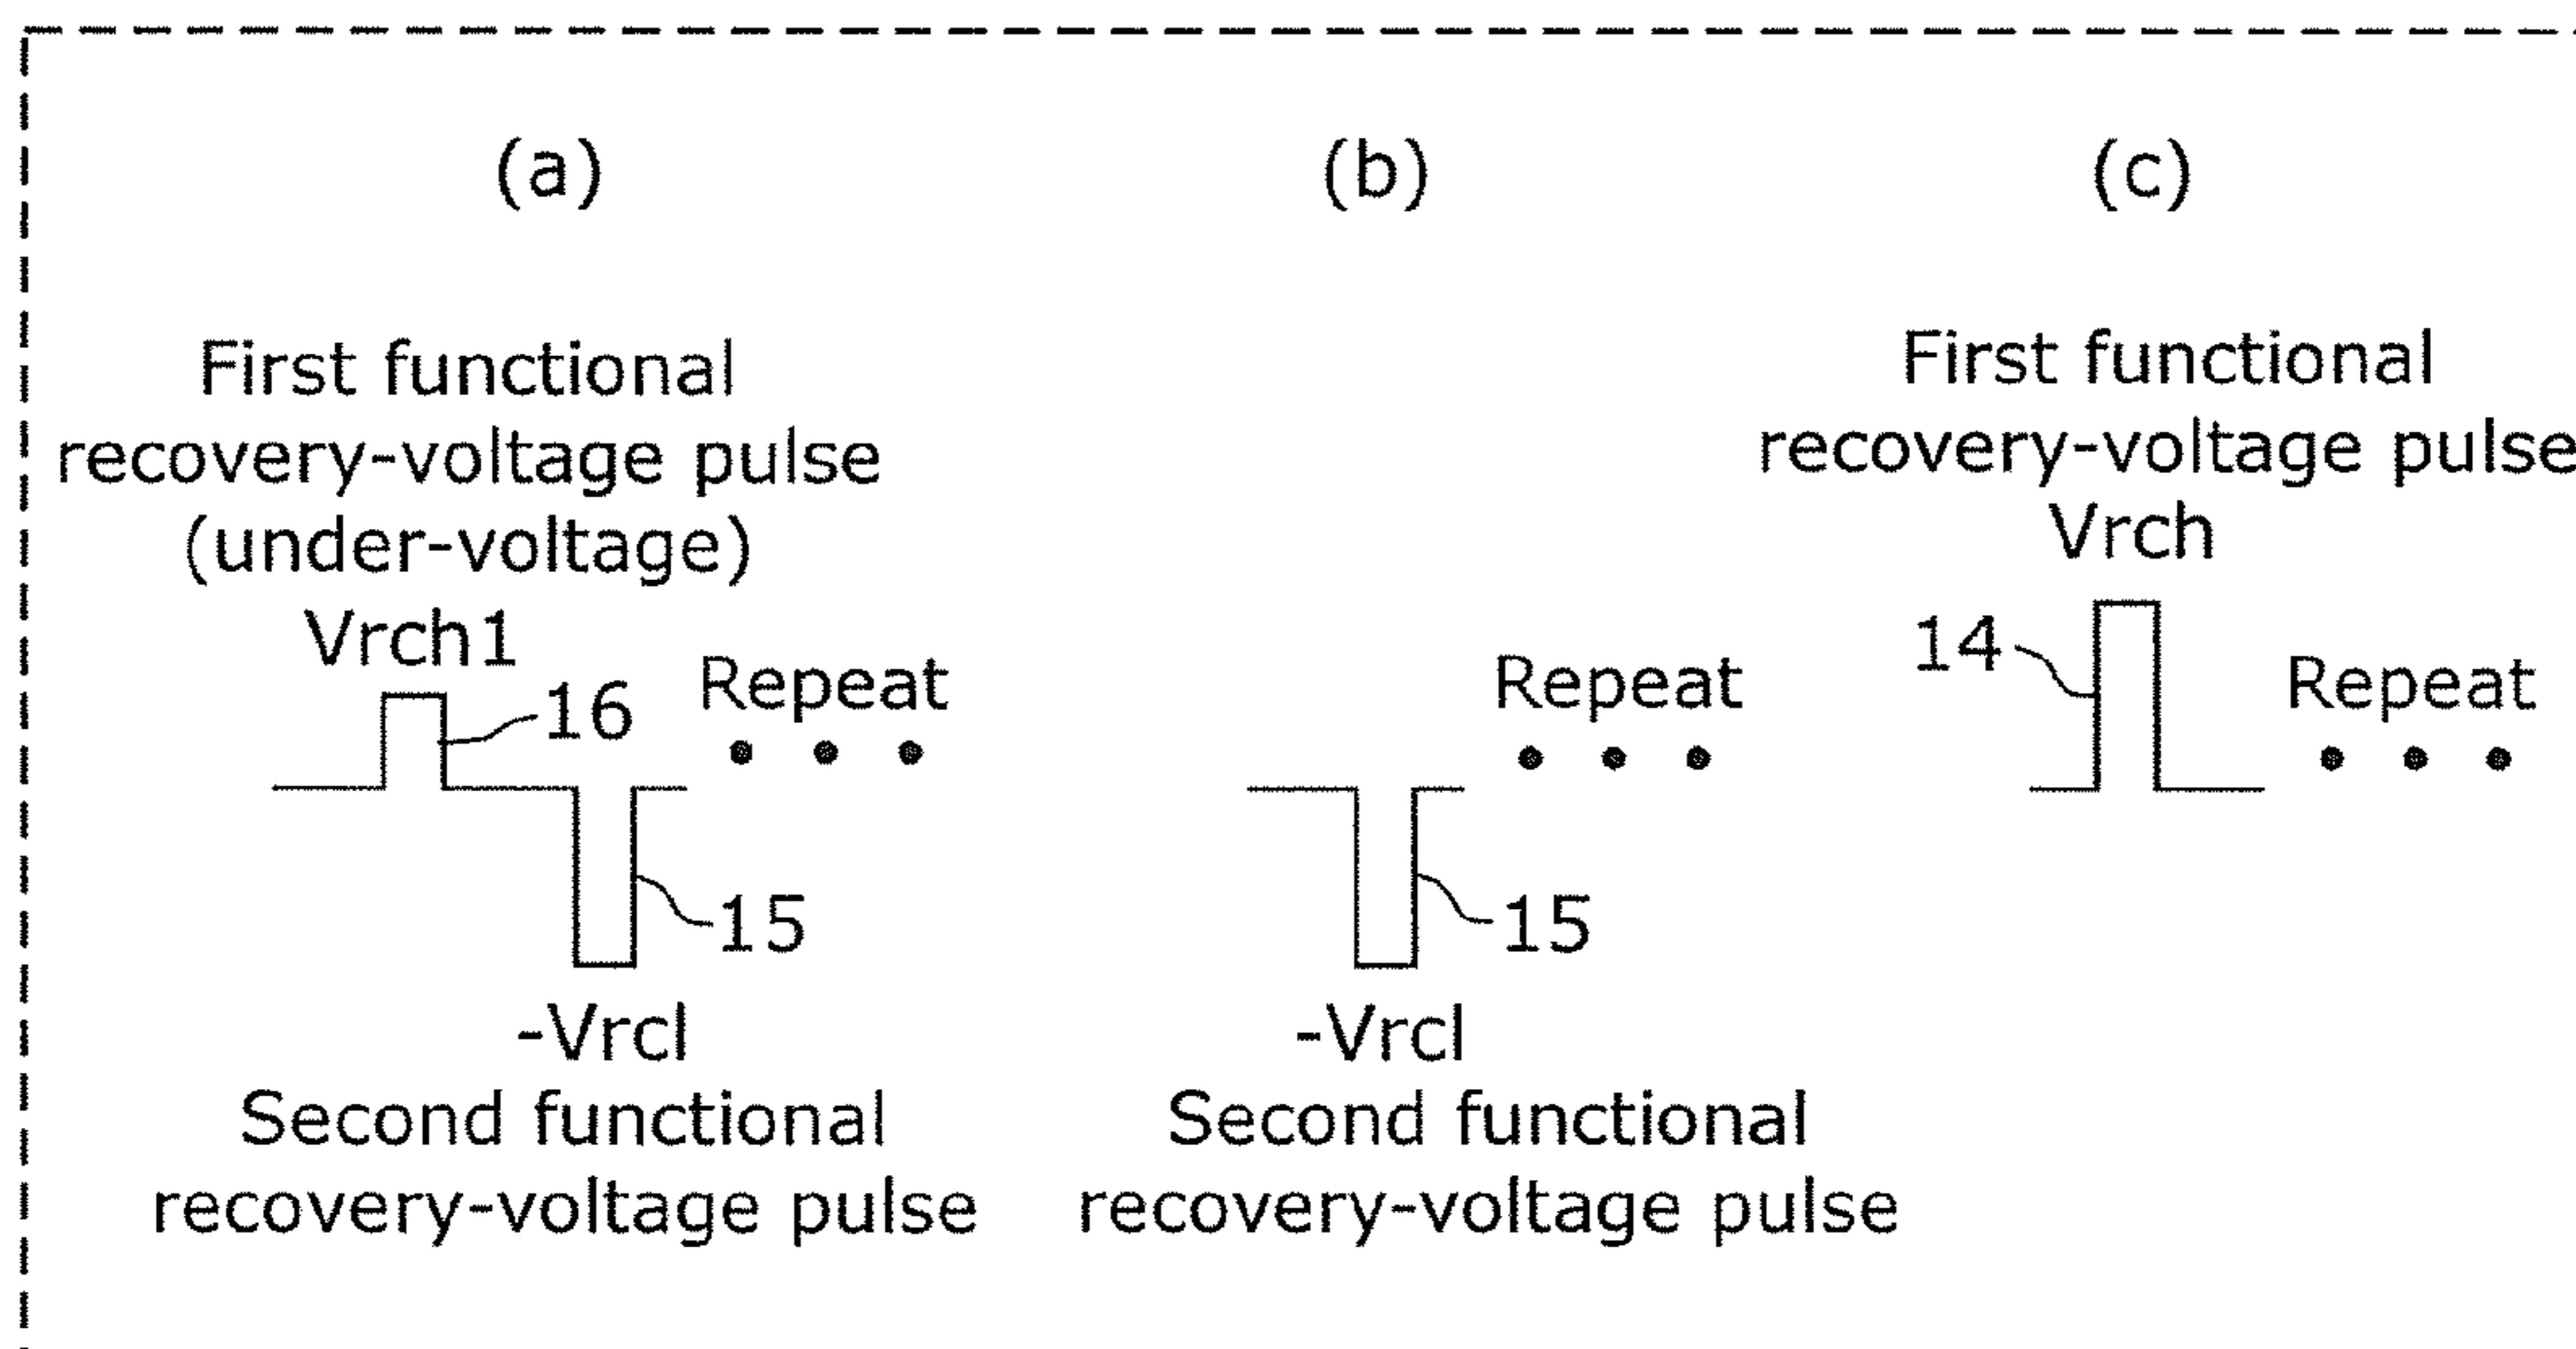 (a)
First functional
recovery-voltage pulse
(under-voltage)
Vrch1
16
Repeat
• • •
15
-Vrcl
Second functional
recovery-voltage pulse
(b)
Repeat
• • •
15
-Vrcl
Second functional
recovery-voltage pulse
(c)
First functional
recovery-voltage pulse
Vrch
14
Repeat
• • •